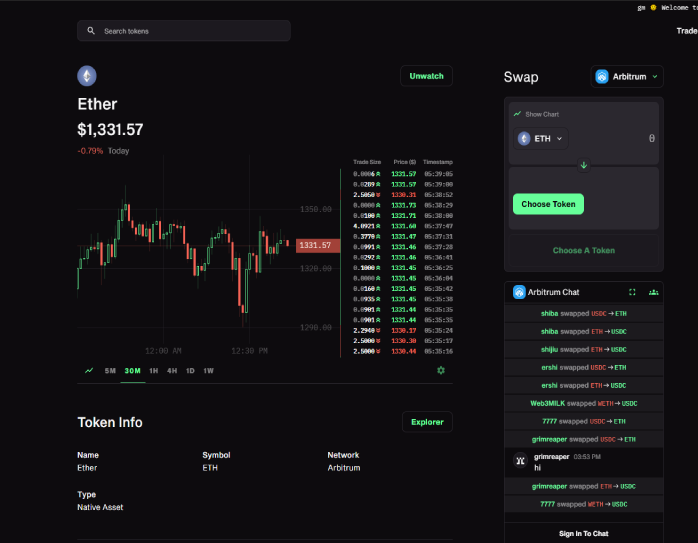 gm 😉 Welcome to
Search tokens
Trade
Unwatch
Ether
$1,331.57
-0.79% Today
1350.00
1331.57
1320.00
1290.00
12:00 AM 12:30 PM
Trade Size Price ($) Timestamp
0.0006 1331.57 05:39:05
0.0289 1331.57 05:39:00
2.5050 1330.31 05:38:52
0.0000 1331.73 05:38:29
0.0100 1331.71 05:38:00
4.0921 1331.60 05:37:47
0.3770 1331.47 05:37:31
0.0991 1331.46 05:37:28
0.0292 1331.46 05:36:41
0.1000 1331.45 05:36:25
0.0000 1331.45 05:36:04
0.0160 1331.45 05:35:42
0.0935 1331.45 05:35:38
0.0901 1331.44 05:35:35
0.0901 1331.44 05:35:35
2.2940 1330.17 05:35:24
2.5000 1330.30 05:35:17
2.5000 1330.44 05:35:16
5M 30M 1H 4H 1D 1W
Token Info
Explorer
Name Symbol Network
Ether ETH Arbitrum
Type
Native Asset
Swap
Arbitrum
Show Chart
ETH
0
Choose Token
Choose A Token
Arbitrum Chat
shiba swapped USDC → ETH
shiba swapped ETH → USDC
shijiu swapped ETH → USDC
ershi swapped USDC → ETH
ershi swapped ETH → USDC
Web3MILK swapped WETH → USDC
7777 swapped USDC → ETH
grimreaper swapped USDC → ETH
grimreaper 03:53 PM
hi
grimreaper swapped ETH → USDC
7777 swapped WETH → USDC
Sign In To Chat